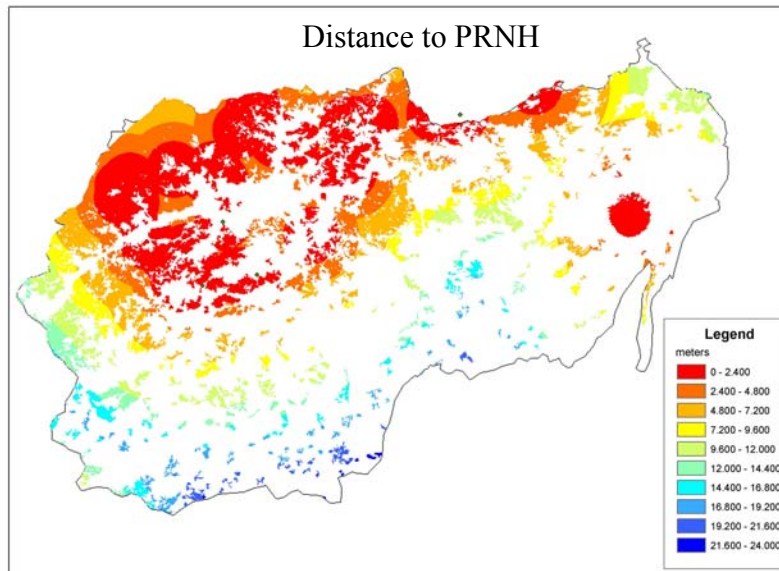 Distance to PRNH
Legend
meters
0 - 2.400
2.400 - 4.800
4.800 - 7.200
7.200 - 9.600
9.600 - 12.000
12.000 - 14.400
14.400 - 16.800
16.800 - 19.200
19.200 - 21.600
21.600 - 24.000